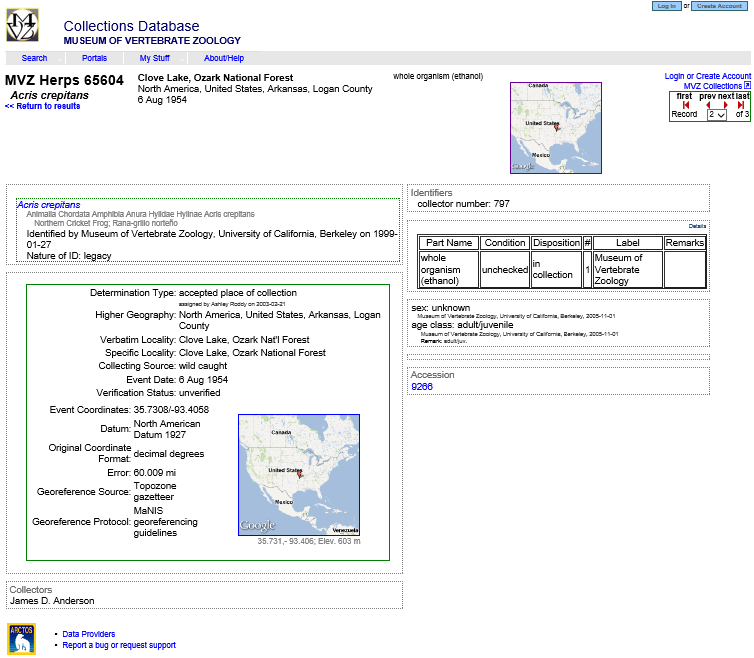 Log In or Create Account
Collections Database
MUSEUM OF VERTEBRATE ZOOLOGY
Search Portals My Stuff About/Help
MVZ Herps 65604
Acris crepitans
<< Return to results
Clove Lake, Ozark National Forest
North America, United States, Arkansas, Logan County
6 Aug 1954
whole organism (ethanol)
Canada
United States
Mexico
Google
Login or Create Account
MVZ Collections
first prev next last
Record 2 of 3
Acris crepitans
Animalia Chordata Amphibia Anura Hylidae Hylinae Acris crepitans
Northern Cricket Frog; Rana-grillo norteño
Identified by Museum of Vertebrate Zoology, University of California, Berkeley on 1999-
01-27
Nature of ID: legacy
Determination Type: accepted place of collection
assigned by Ashley Roddy on 2003-02-21
Higher Geography: North America, United States, Arkansas, Logan
County
Verbatim Locality: Clove Lake, Ozark Nat'l Forest
Specific Locality: Clove Lake, Ozark National Forest
Collecting Source: wild caught
Event Date: 6 Aug 1954
Verification Status: unverified
Event Coordinates: 35.7308/-93.4058
Datum: North American
Datum 1927
Original Coordinate
Format: decimal degrees
Error: 60.009 mi
Georeference Source: Topozone
gazetteer
Georeference Protocol: MaNIS
georeferencing
guidelines
Canada
United States
Mexico
Google
Venezuela
35.731,- 93.406; Elev. 603 m
Collectors
James D. Anderson
Identifiers
collector number: 797
Details
Part Name Condition Disposition # Label Remarks
whole
organism
(ethanol)
unchecked
in
collection
1
Museum of
Vertebrate
Zoology
sex: unknown
Museum of Vertebrate Zoology, University of California, Berkeley, 2005-11-01
age class: adult/juvenile
Museum of Vertebrate Zoology, University of California, Berkeley, 2005-11-01
Remark: adult/juv.
Accession
9266
ARCTOS
• Data Providers
• Report a bug or request support